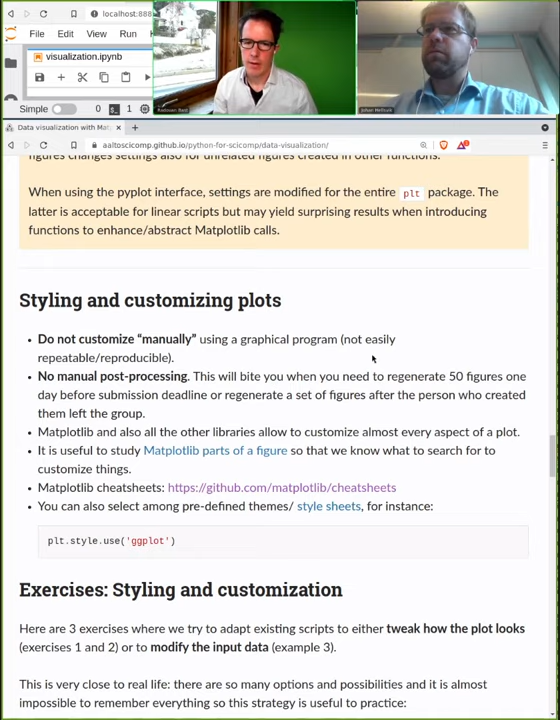 localhost:888
File Edit View Run
visualization.ipynb
Simple 0 1
Radovan Bast
Johan Hellsvik
Data visualization with Mat
aaltoscicomp.github.io/python-for-scicomp/data-visualization/
figures changes settings also for unrelated figures created in other functions.
When using the pyplot interface, settings are modified for the entire plt package. The
latter is acceptable for linear scripts but may yield surprising results when introducing
functions to enhance/abstract Matplotlib calls.
Styling and customizing plots
• Do not customize “manually” using a graphical program (not easily
repeatable/reproducible).
• No manual post-processing. This will bite you when you need to regenerate 50 figures one
day before submission deadline or regenerate a set of figures after the person who created
them left the group.
• Matplotlib and also all the other libraries allow to customize almost every aspect of a plot.
• It is useful to study Matplotlib parts of a figure so that we know what to search for to
customize things.
• Matplotlib cheatsheets: https://github.com/matplotlib/cheatsheets
• You can also select among pre-defined themes/ style sheets, for instance:
plt.style.use('ggplot')
Exercises: Styling and customization
Here are 3 exercises where we try to adapt existing scripts to either tweak how the plot looks
(exercises 1 and 2) or to modify the input data (example 3).
This is very close to real life: there are so many options and possibilities and it is almost
impossible to remember everything so this strategy is useful to practice: